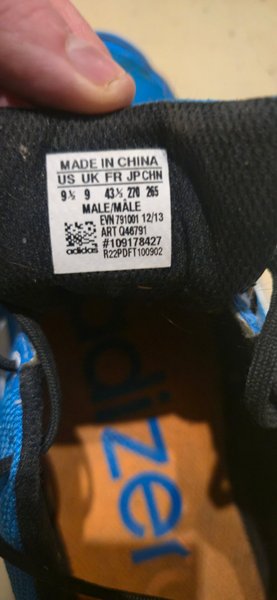 MADE IN CHINA
US UK FR JP CHN
9½ 9 43⅓ 270 265
MALE/MÂLE
EVN 791001 12/13
ART Q46791
adidas #109178427
R22PDFT100902
dizer